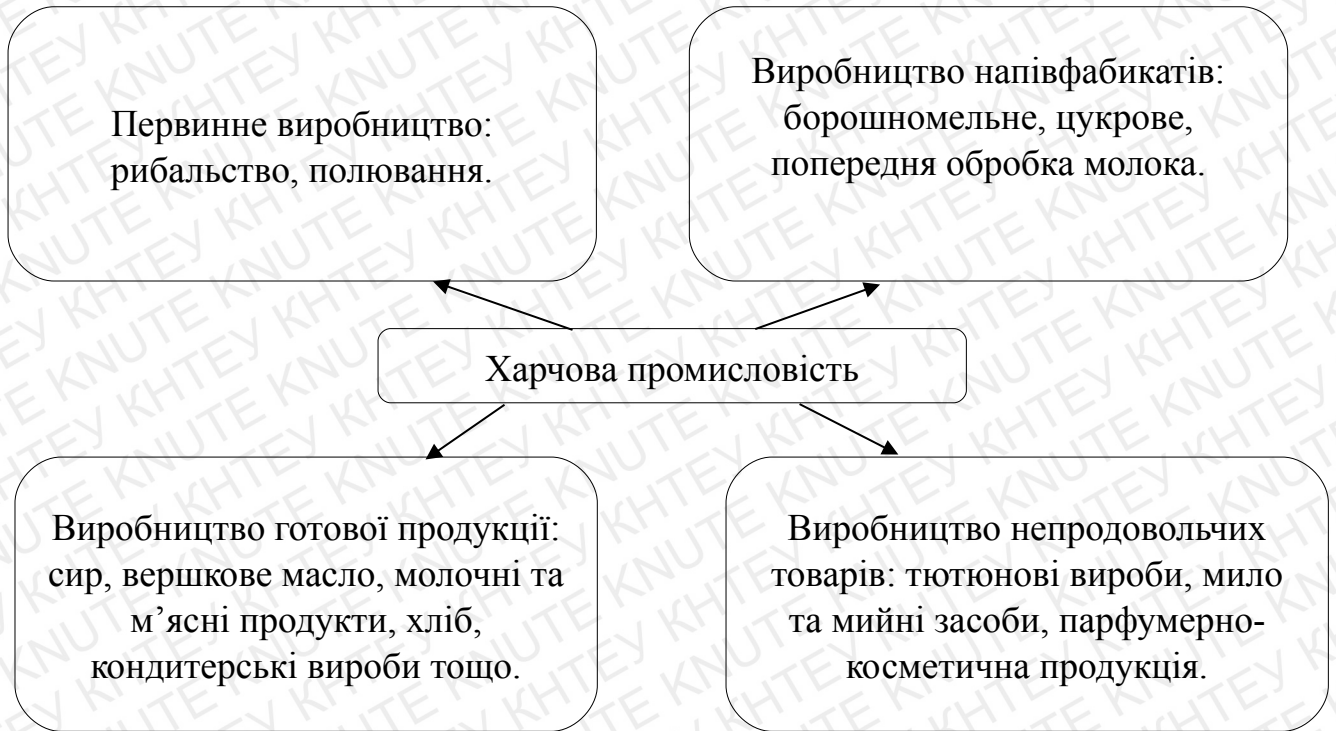 Первинне виробництво:
рибальство, полювання.
Виробництво напівфабикатів:
борошномельне, цукрове,
попередня обробка молока.
Харчова промисловість
Виробництво готової продукції:
сир, вершкове масло, молочні та
м’ясні продукти, хліб,
кондитерські вироби тощо.
Виробництво непродовольчих
товарів: тютюнові вироби, мило
та мийні засоби, парфумерно-
косметична продукція.